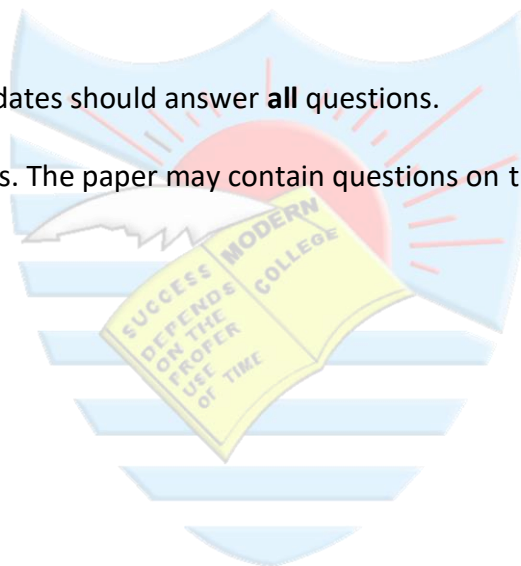 dates should answer all questions.
s. The paper may contain questions on t
MODERN
COLLEGE
SUCCESS
DEPENDS
ON THE
PROPER
USE
OF TIME